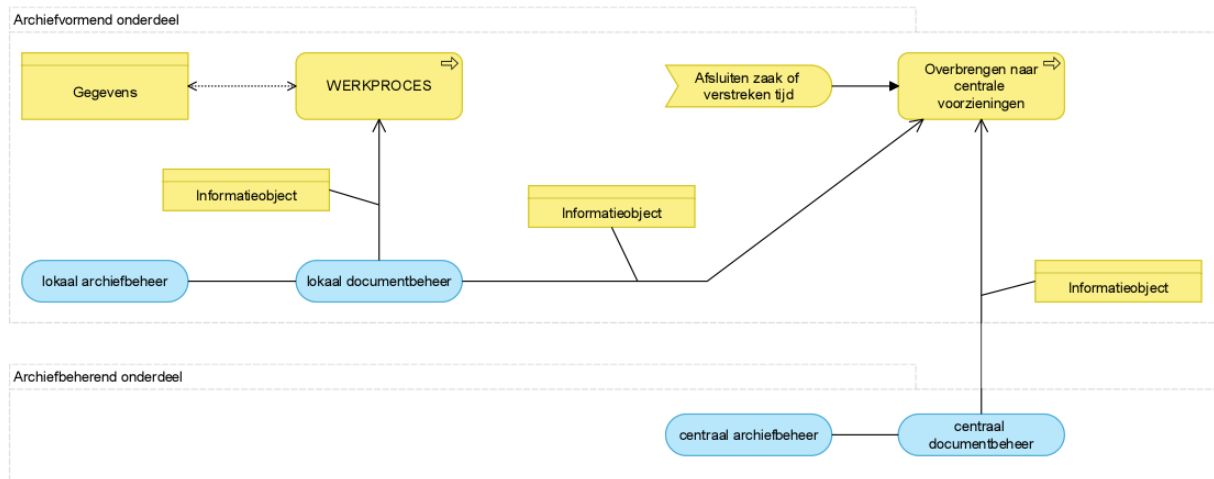 Archiefvormend onderdeel
Gegevens
WERKPROCES
Afsluiten zaak of
verstreken tijd
Overbrengen naar
centrale
voorzieningen
Informatieobject
Informatieobject
lokaal archiefbeheer
lokaal documentbeheer
Informatieobject
Archiefbeherend onderdeel
centraal archiefbeheer
centraal
documentbeheer